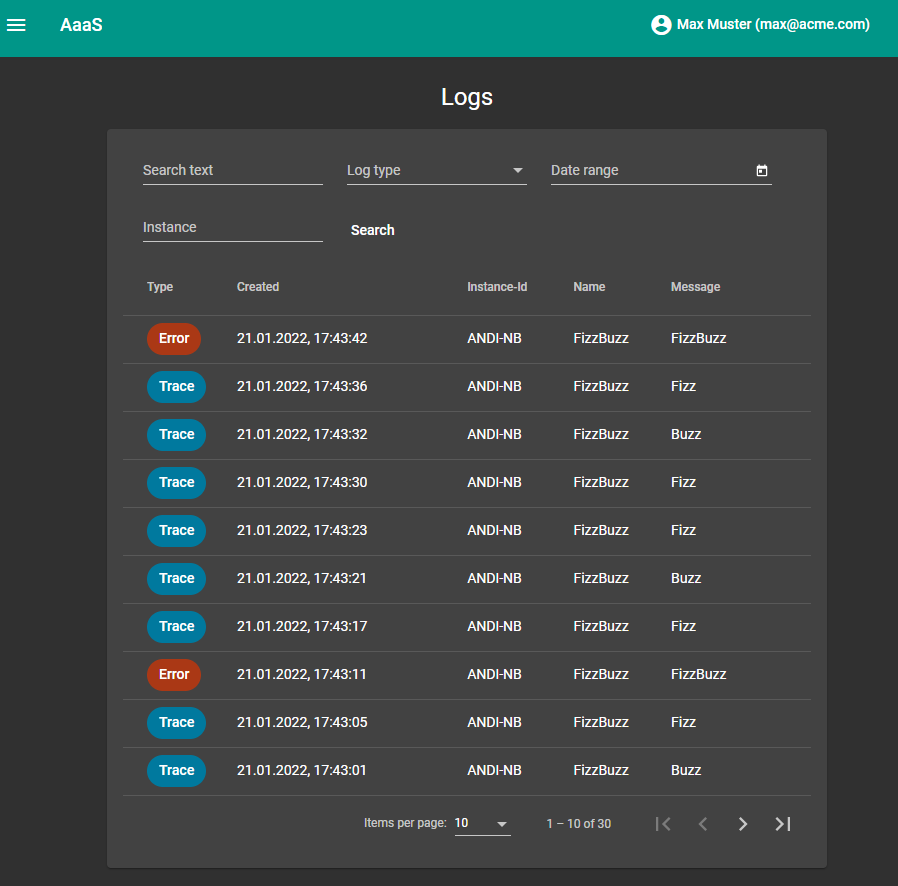 AaaS Max Muster (max@acme.com)
Logs
Search text Log type Date range
Instance Search
Type Created Instance-Id Name Message
Error 21.01.2022, 17:43:42 ANDI-NB FizzBuzz FizzBuzz
Trace 21.01.2022, 17:43:36 ANDI-NB FizzBuzz Fizz
Trace 21.01.2022, 17:43:32 ANDI-NB FizzBuzz Buzz
Trace 21.01.2022, 17:43:30 ANDI-NB FizzBuzz Fizz
Trace 21.01.2022, 17:43:23 ANDI-NB FizzBuzz Fizz
Trace 21.01.2022, 17:43:21 ANDI-NB FizzBuzz Buzz
Trace 21.01.2022, 17:43:17 ANDI-NB FizzBuzz Fizz
Error 21.01.2022, 17:43:11 ANDI-NB FizzBuzz FizzBuzz
Trace 21.01.2022, 17:43:05 ANDI-NB FizzBuzz Fizz
Trace 21.01.2022, 17:43:01 ANDI-NB FizzBuzz Buzz
Items per page: 10 1 – 10 of 30